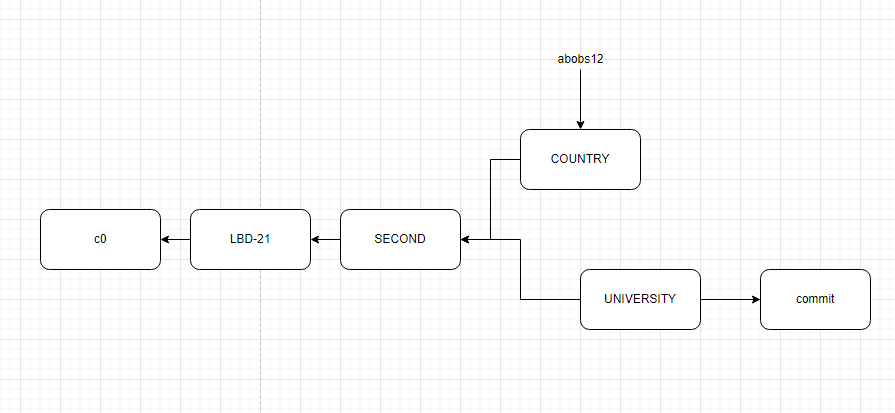 abobs12
COUNTRY
c0
LBD-21
SECOND
UNIVERSITY
commit